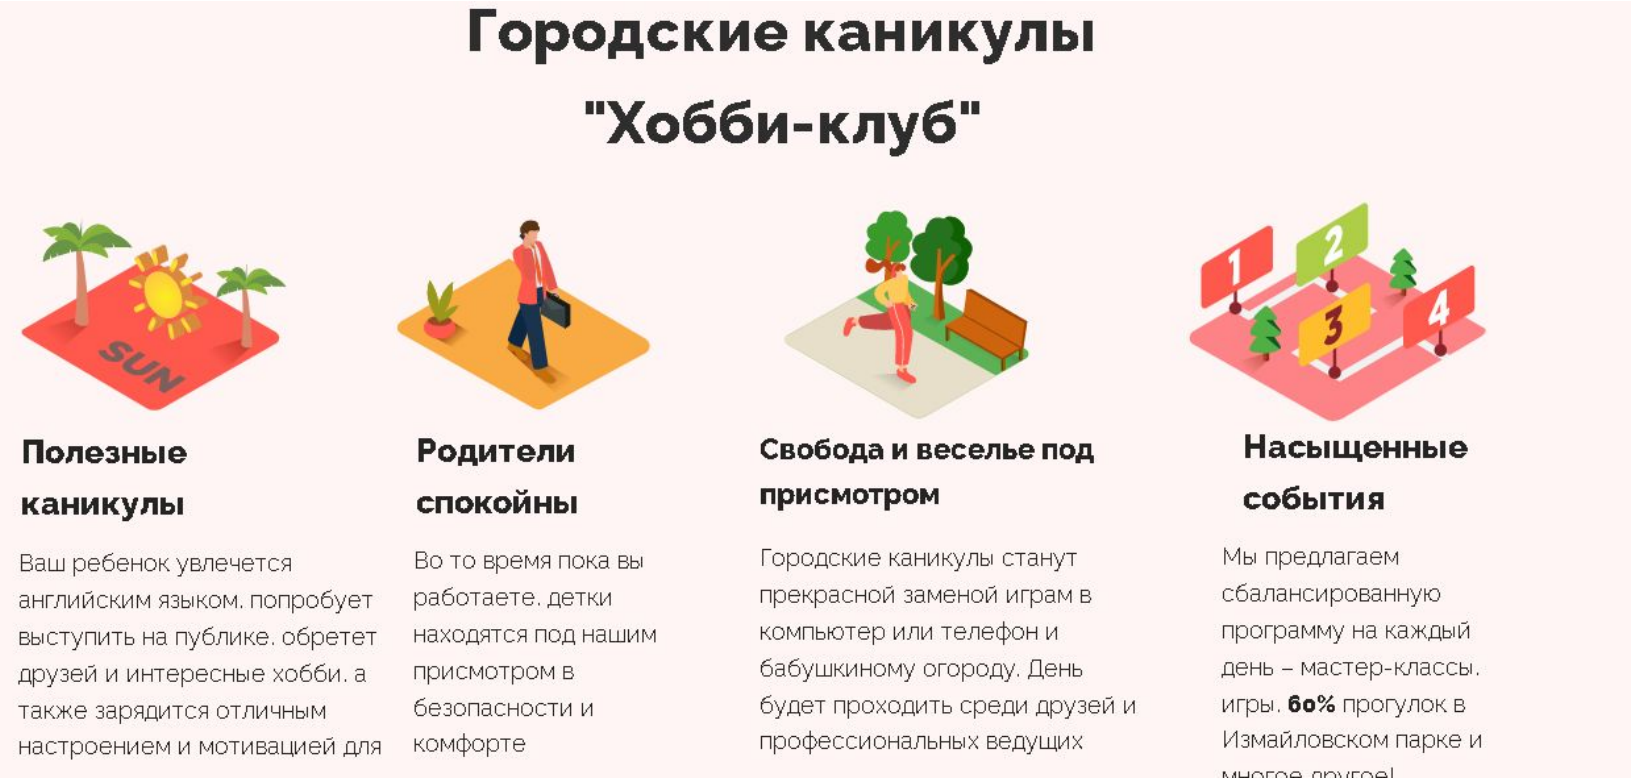 Городские каникулы
"Хобби-клуб"
SUN
1
2
3
4
Полезные
каникулы
Ваш ребенок увлечется
английским языком, попробует
выступить на публике, обретет
друзей и интересные хобби, а
также зарядится отличным
настроением и мотивацией для
Родители
спокойны
Во то время пока вы
работаете, детки
находятся под нашим
присмотром в
безопасности и
комфорте
Свобода и веселье под
присмотром
Городские каникулы станут
прекрасной заменой играм в
компьютер или телефон и
бабушкиному огороду. День
будет проходить среди друзей и
профессиональных ведущих
Насыщенные
события
Мы предлагаем
сбалансированную
программу на каждый
день – мастер-классы,
игры, 60% прогулок в
Измайловском парке и
многое другое!